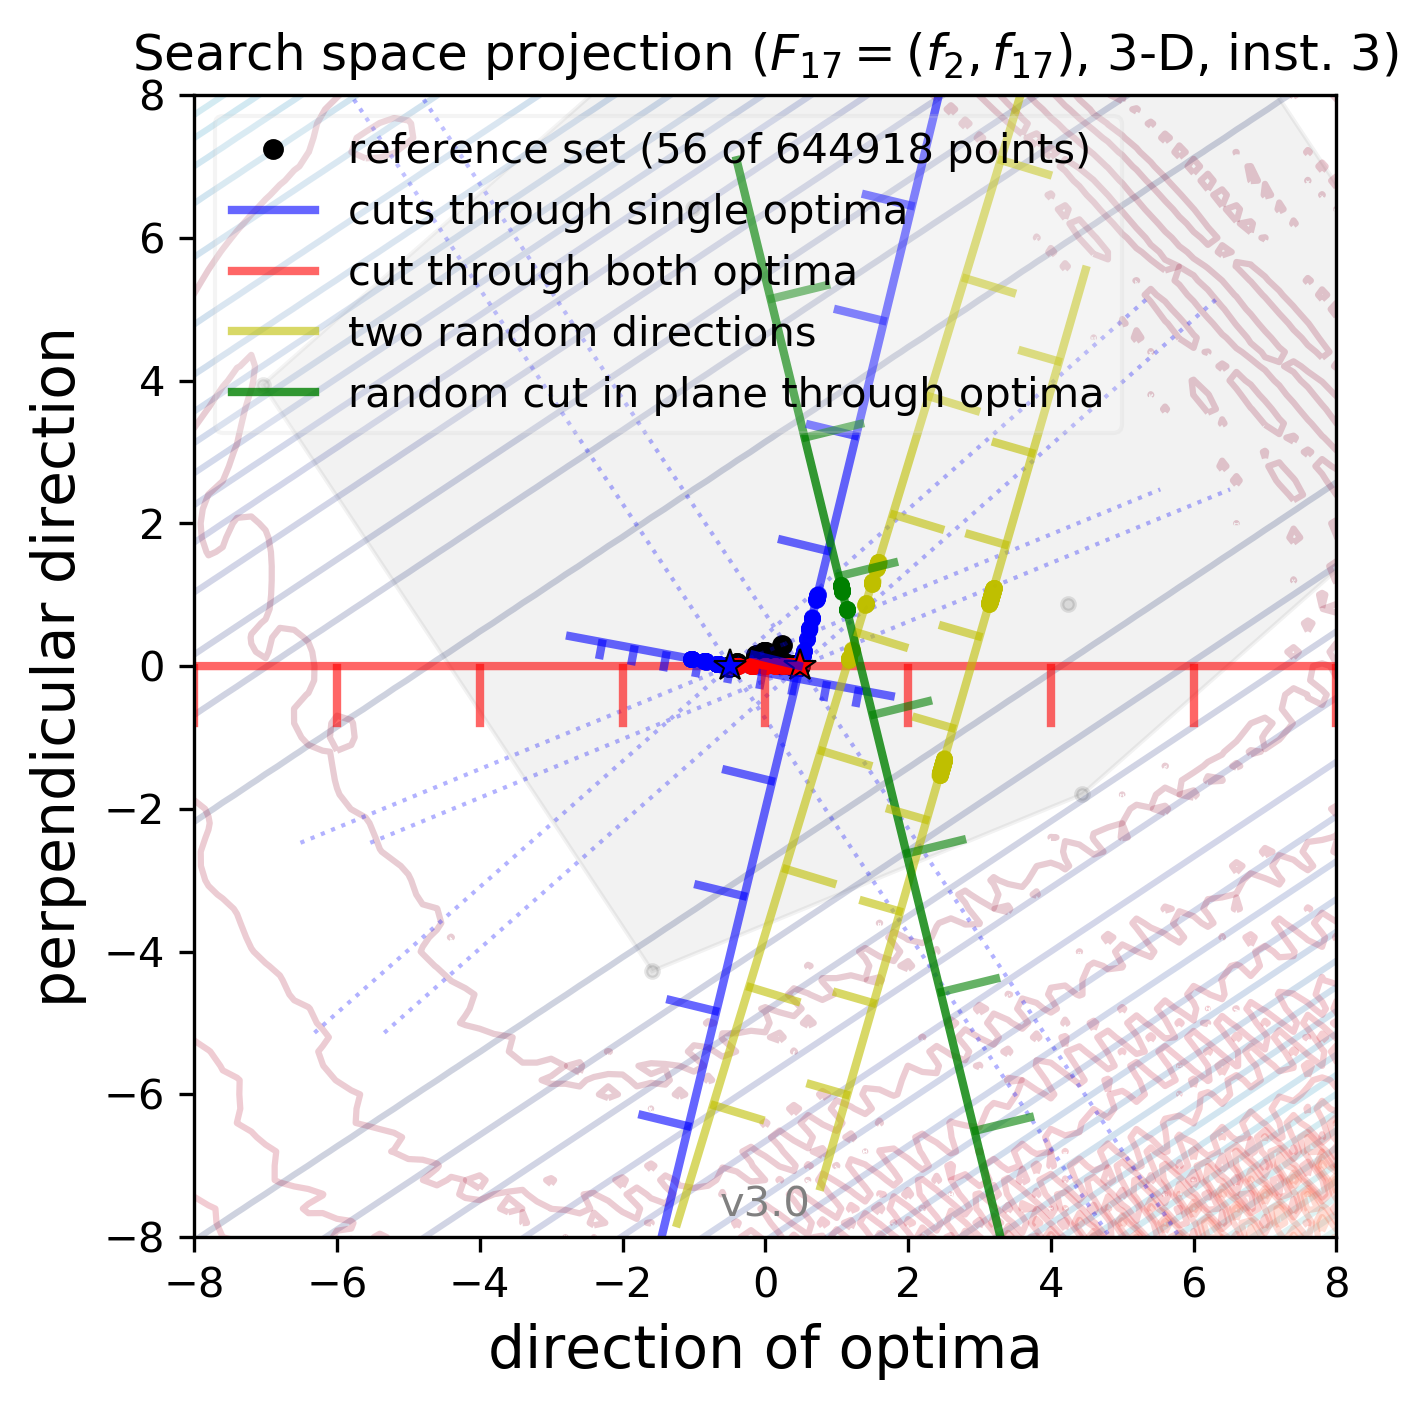 Search space projection (F₁₇ = (f₂, f₁₇), 3-D, inst. 3)
reference set (56 of 644918 points)
cuts through single optima
cut through both optima
two random directions
random cut in plane through optima
8
6
4
2
0
−2
−4
−6
−8
perpendicular direction
v3.0
−8 −6 −4 −2 0 2 4 6 8
direction of optima